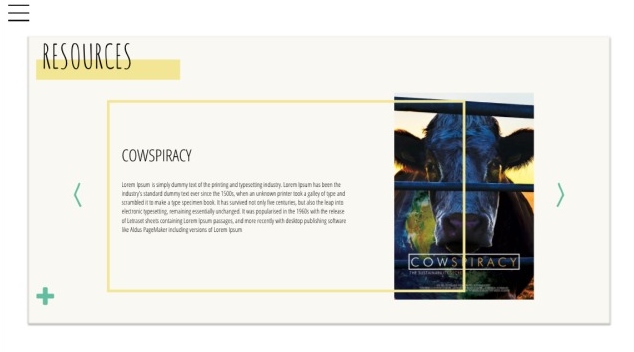 RESOURCES
COWSPIRACY
Lorem Ipsum is simply dummy text of the printing and typesetting industry. Lorem Ipsum has been the
industry's standard dummy text ever since the 1500s, when an unknown printer took a galley of type and
scrambled it to make a type specimen book. It has survived not only five centuries, but also the leap into
electronic typesetting, remaining essentially unchanged. It was popularised in the 1960s with the release
of Letraset sheets containing Lorem Ipsum passages, and more recently with desktop publishing software
like Aldus PageMaker including versions of Lorem Ipsum
COWSPIRACY